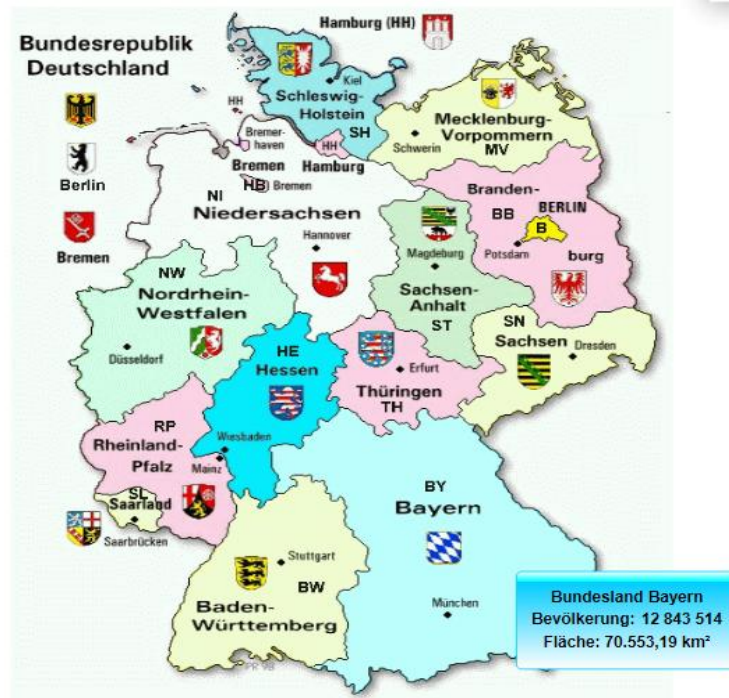 Hamburg (HH)
Bundesrepublik
Deutschland
Kiel
Schleswig-
Holstein
SH
Mecklenburg-
Vorpommern
MV
Schwerin
HH
Bremer-
haven
HH
Bremen
Hamburg
HB
Bremen
Berlin
Bremen
NI
Niedersachsen
Hannover
Branden-
BB
BERLIN
B
Potsdam
burg
Magdeburg
Sachsen-
Anhalt
ST
NW
Nordrhein-
Westfalen
Düsseldorf
SN
Sachsen
Dresden
HE
Hessen
Erfurt
Thüringen
TH
RP
Rheinland-
Pfalz
Wiesbaden
Mainz
SL
Saarland
Saarbrücken
BY
Bayern
Stuttgart
BW
Baden-
Württemberg
München
Bundesland Bayern
Bevölkerung: 12 843 514
Fläche: 70.553,19 km²